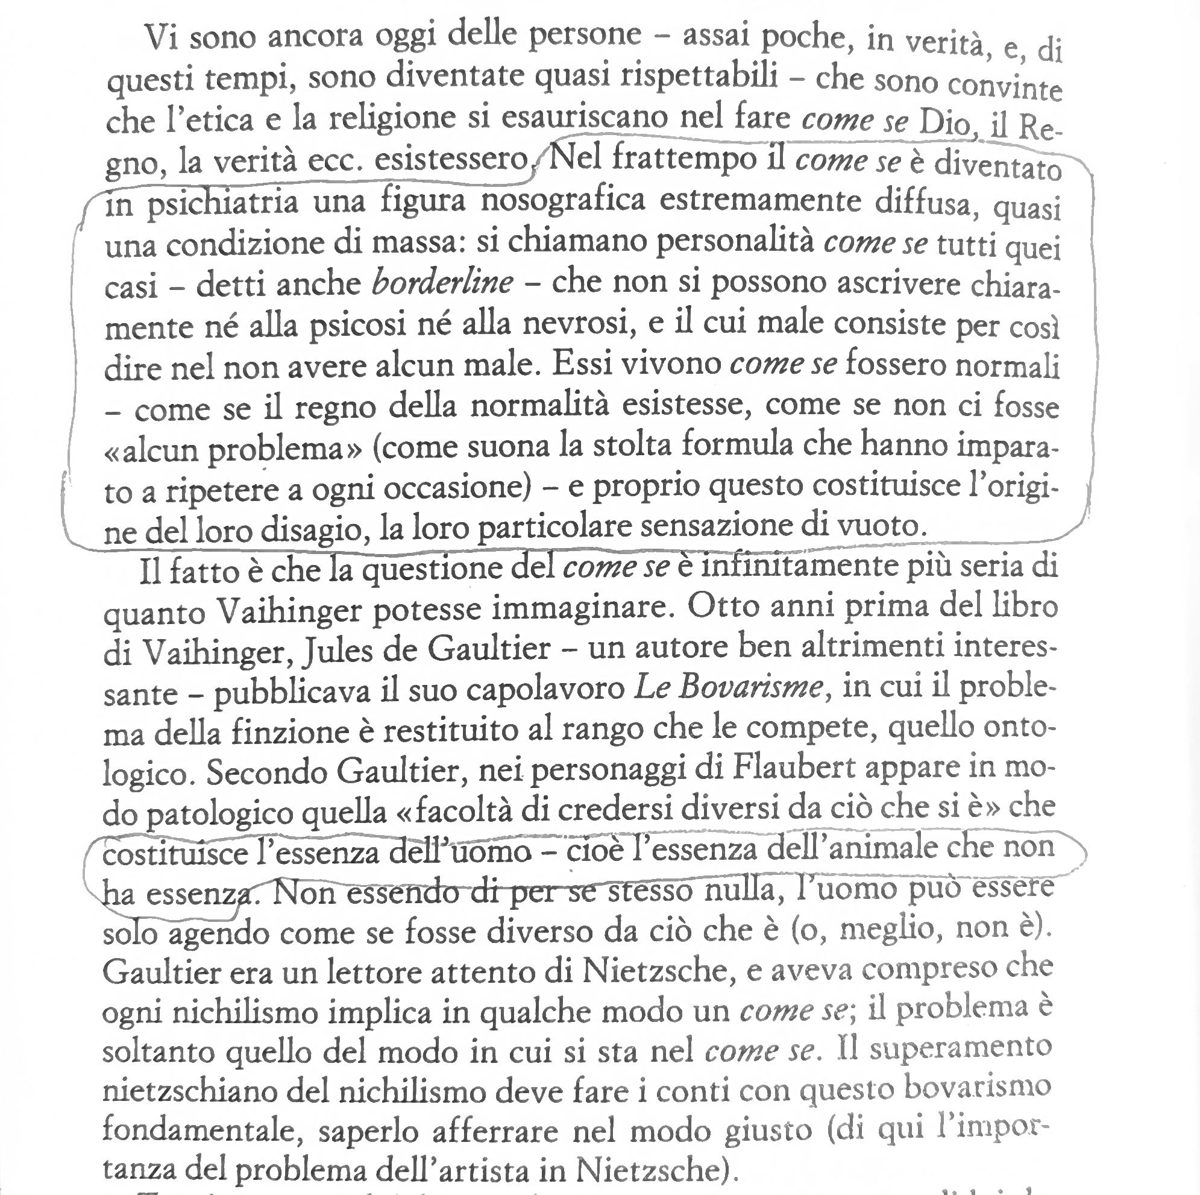 Vi sono ancora oggi delle persone – assai poche, in verità, e, di
questi tempi, sono diventate quasi rispettabili – che sono convinte
che l'etica e la religione si esauriscano nel fare come se Dio, il Re-
gno, la verità ecc. esistessero. Nel frattempo il come se è diventato
in psichiatria una figura nosografica estremamente diffusa, quasi
una condizione di massa: si chiamano personalità come se tutti quei
casi – detti anche borderline – che non si possono ascrivere chiara-
mente né alla psicosi né alla nevrosi, e il cui male consiste per così
dire nel non avere alcun male. Essi vivono come se fossero normali
– come se il regno della normalità esistesse, come se non ci fosse
«alcun problema» (come suona la stolta formula che hanno impara-
to a ripetere a ogni occasione) – e proprio questo costituisce l'origi-
ne del loro disagio, la loro particolare sensazione di vuoto.
Il fatto è che la questione del come se è infinitamente più seria di
quanto Vaihinger potesse immaginare. Otto anni prima del libro
di Vaihinger, Jules de Gaultier – un autore ben altrimenti interes-
sante – pubblicava il suo capolavoro Le Bovarisme, in cui il proble-
ma della finzione è restituito al rango che le compete, quello onto-
logico. Secondo Gaultier, nei personaggi di Flaubert appare in mo-
do patologico quella «facoltà di credersi diversi da ciò che si è» che
costituisce l'essenza dell'uomo – cioè l'essenza dell'animale che non
ha essenza. Non essendo di per se stesso nulla, l'uomo può essere
solo agendo come se fosse diverso da ciò che è (o, meglio, non è).
Gaultier era un lettore attento di Nietzsche, e aveva compreso che
ogni nichilismo implica in qualche modo un come se; il problema è
soltanto quello del modo in cui si sta nel come se. Il superamento
nietzschiano del nichilismo deve fare i conti con questo bovarismo
fondamentale, saperlo afferrare nel modo giusto (di qui l'impor-
tanza del problema dell'artista in Nietzsche).